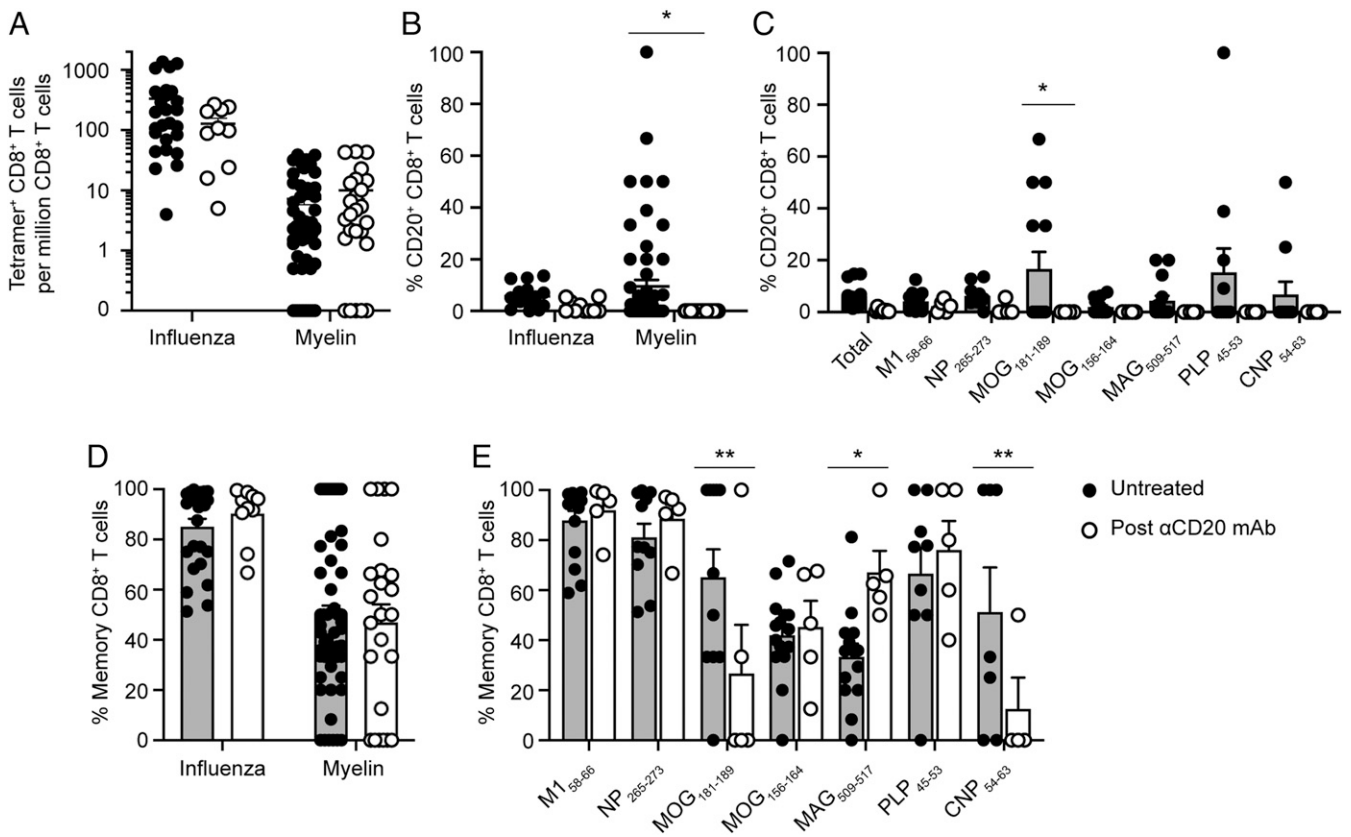 A
Tetramer⁺ CD8⁺ T cells
per million CD8⁺ T cells
1000
100
10
1
0
Influenza
Myelin
B
*
% CD20⁺ CD8⁺ T cells
100
80
60
40
20
0
Influenza
Myelin
C
*
% CD20⁺ CD8⁺ T cells
100
80
60
40
20
0
Total
M1₅₈₋₆₆
NP₂₆₅₋₂₇₃
MOG₁₈₁₋₁₈₉
MOG₁₅₆₋₁₆₄
MAG₅₀₉₋₅₁₇
PLP₄₅₋₅₃
CNP₅₄₋₆₃
D
% Memory CD8⁺ T cells
100
80
60
40
20
0
Influenza
Myelin
E
**
*
**
% Memory CD8⁺ T cells
100
80
60
40
20
0
M1₅₈₋₆₆
NP₂₆₅₋₂₇₃
MOG₁₈₁₋₁₈₉
MOG₁₅₆₋₁₆₄
MAG₅₀₉₋₅₁₇
PLP₄₅₋₅₃
CNP₅₄₋₆₃
Untreated
Post αCD20 mAb